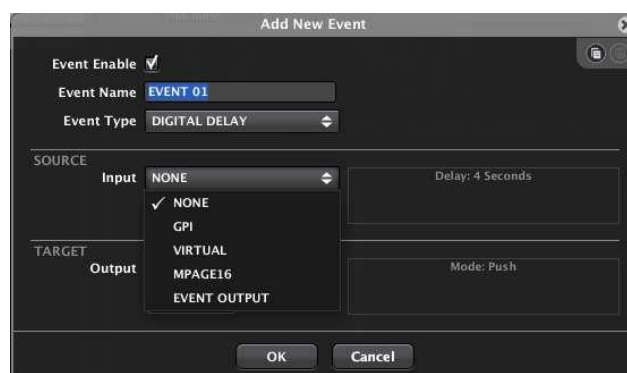 Add New Event
Event Enable
Event Name EVENT 01
Event Type DIGITAL DELAY
SOURCE
Input NONE
Delay: 4 Seconds
NONE
GPI
VIRTUAL
MPAGE16
EVENT OUTPUT
TARGET
Output
Mode: Push
OK Cancel